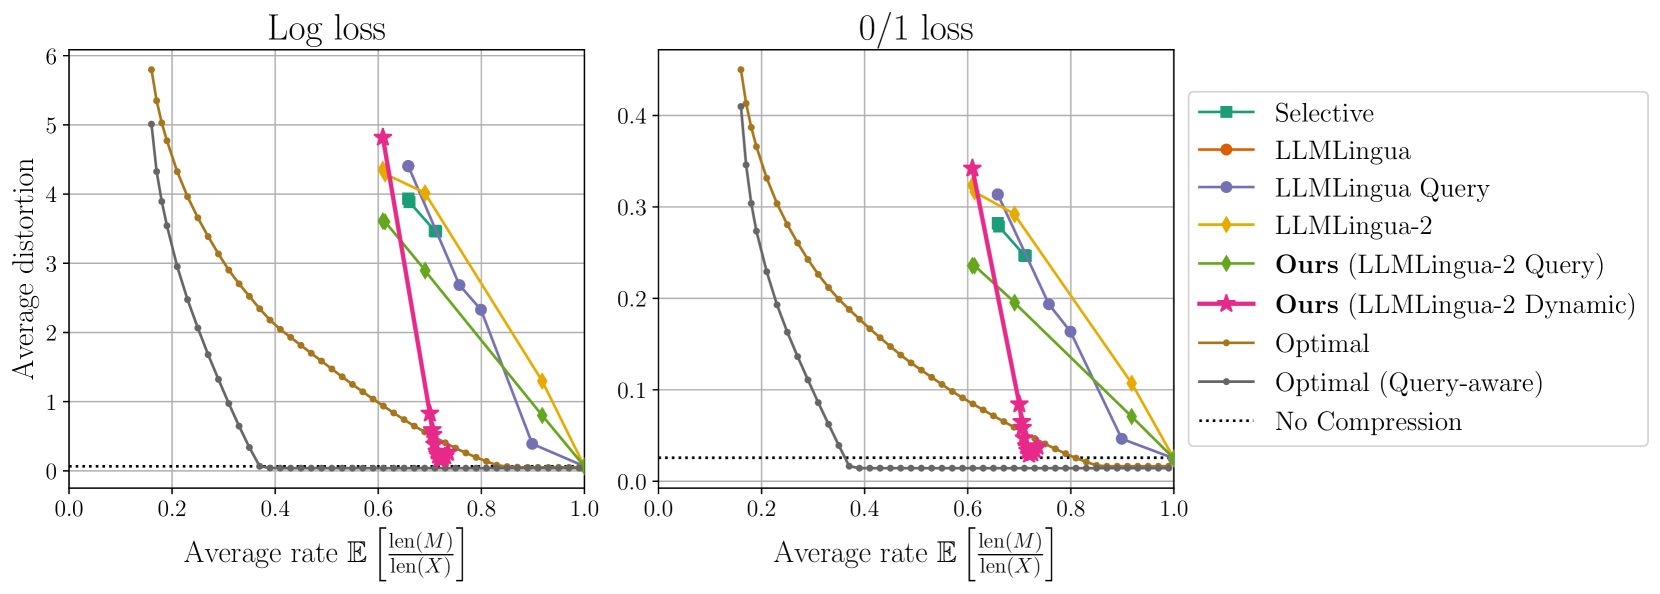 Log loss
Average distortion
6
5
4
3
2
1
0
0.0 0.2 0.4 0.6 0.8 1.0
Average rate 𝔼 [len(M)/len(X)]
0/1 loss
0.4
0.3
0.2
0.1
0.0
0.0 0.2 0.4 0.6 0.8 1.0
Average rate 𝔼 [len(M)/len(X)]
Selective
LLMLingua
LLMLingua Query
LLMLingua-2
Ours (LLMLingua-2 Query)
Ours (LLMLingua-2 Dynamic)
Optimal
Optimal (Query-aware)
No Compression